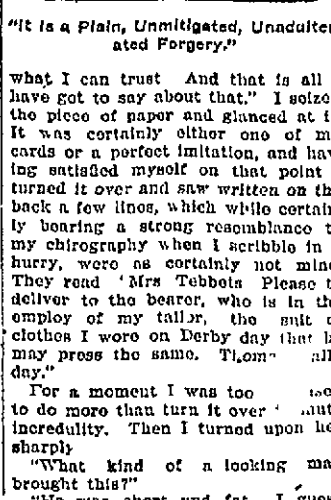 "It Is a Plain, Unmitigated, Unadulter
ated Forgery."
what I can trust And that is all
have got to say about that." I seize
the piece of paper and glanced at i
It was certainly either one of m
cards or a perfect imitation, and hav
ing satisfied myself on that point
turned it over and saw written on th
back a few lines, which while certain
ly bearing a strong resemblance t
my chirography when I scribble in
hurry, were as certainly not mine
They read 'Mrs Tebbets Please t
deliver to the bearer, who is in th
employ of my tailor, the suit o
clothes I wore on Derby day that h
may press the same.
day."
For a moment I was too
to do more than turn it over
incredulity. Then I turned upon he
sharply
"What kind of a looking ma
brought this?"